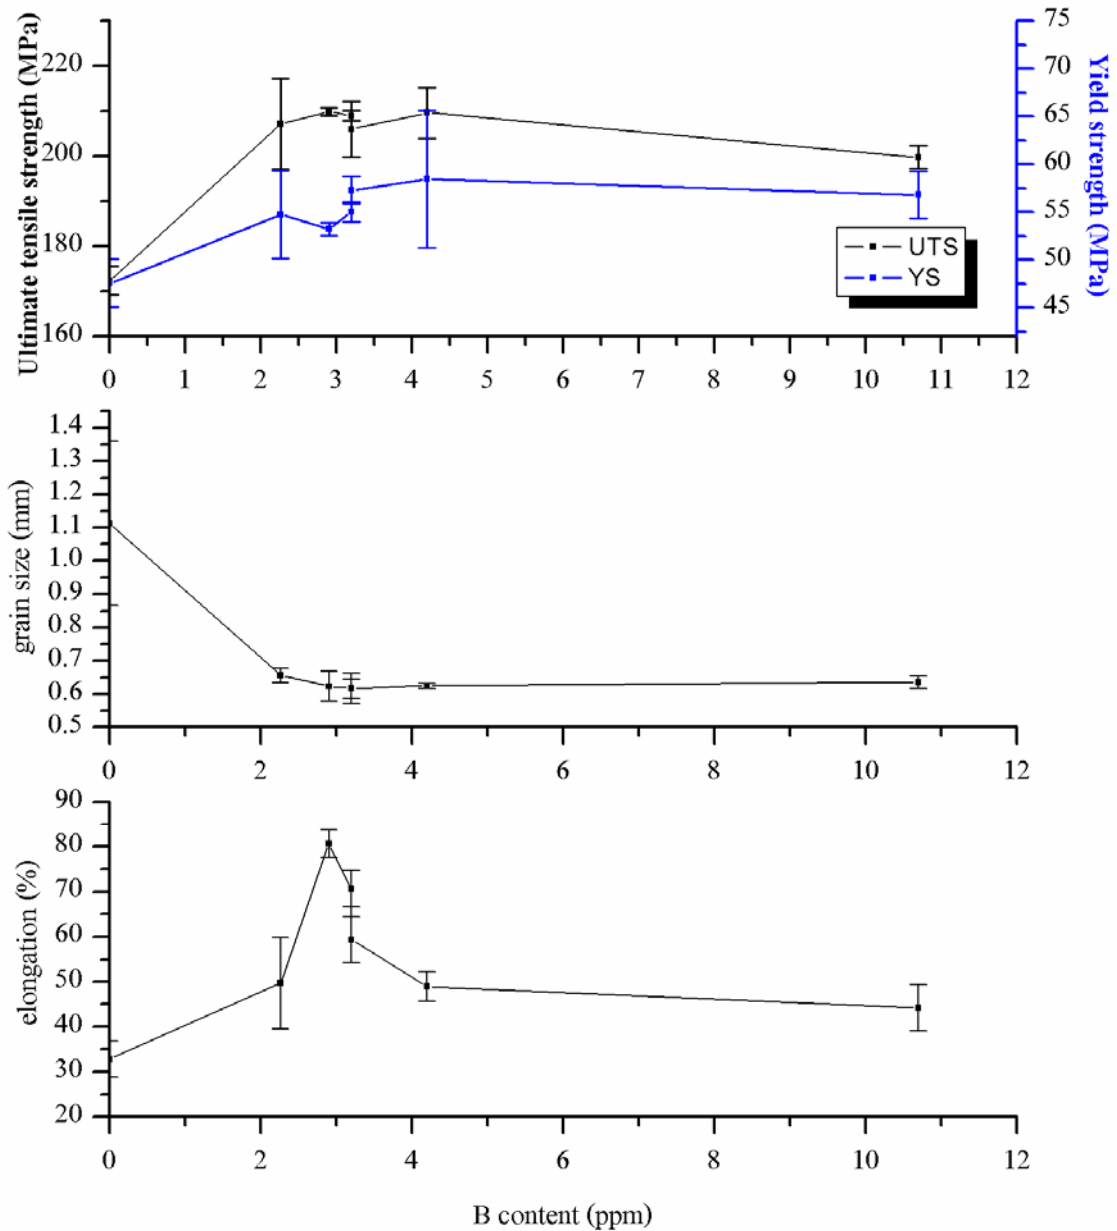 Ultimate tensile strength (MPa)
220
200
180
160
75
70
65
60
55
50
45
Yield strength (MPa)
UTS
YS
0 1 2 3 4 5 6 7 8 9 10 11 12
grain size (mm)
1.4
1.3
1.2
1.1
1.0
0.9
0.8
0.7
0.6
0.5
0 2 4 6 8 10 12
elongation (%)
90
80
70
60
50
40
30
20
0 2 4 6 8 10 12
B content (ppm)